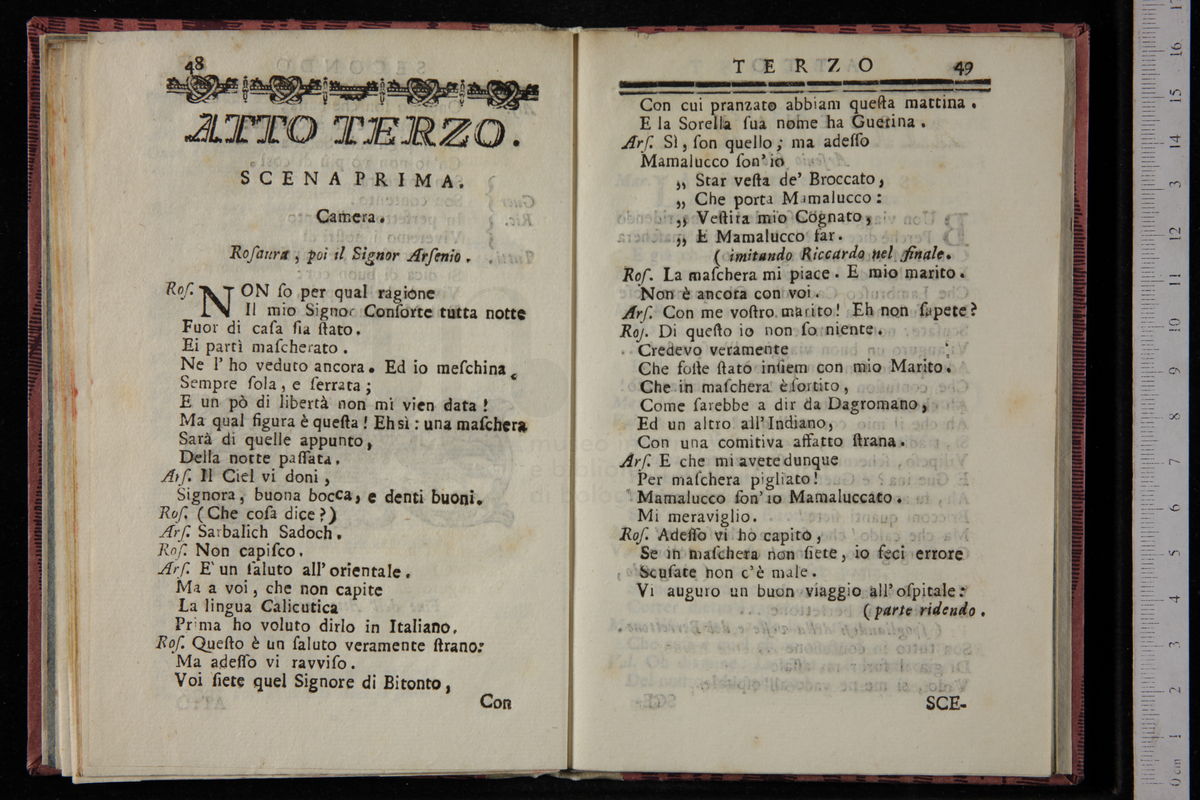 48
ATTO TERZO.
SCENA PRIMA.
Camera.
Roſaura, poi il Signor Arſenio.
Roſ. NON ſo per qual ragione
Il mio Signor Conſorte tutta notte
Fuor di caſa ſia ſtato.
Ei partì maſcherato.
Ne l'ho veduto ancora. Ed io meſchina
Sempre ſola, e ſerrata;
E un pò di libertà non mi vien data!
Ma qual figura è queſta! Eh sì: una maſchera
Sarà di quelle appunto,
Della notte paſſata.
Arſ. Il Ciel vi doni,
Signora, buona bocca, e denti buoni.
Roſ. (Che coſa dice?)
Arſ. Sarbalich Sadoch.
Roſ. Non capiſco.
Arſ. E' un ſaluto all'orientale.
Ma a voi, che non capite
La lingua Calicutica
Prima ho voluto dirlo in Italiano.
Roſ. Queſto è un ſaluto veramente ſtrano:
Ma adeſſo vi ravviſo.
Voi ſiete quel Signore di Bitonto,
Con
TERZO 49
Con cui pranzato abbiam queſta mattina.
E la Sorella ſua nome ha Guerina.
Arſ. Sì, ſon quello; ma adeſſo
Mamalucco ſon'io
„ Star veſta de' Broccato,
„ Che porta Mamalucco:
„ Veſtita mio Cognato,
„ E Mamalucco far.
( imitando Riccardo nel finale.
Roſ. La maſchera mi piace. E mio marito.
Non è ancora con voi.
Arſ. Con me voſtro marito! Eh non ſapete?
Roſ. Di queſto io non ſo niente.
Credevo veramente
Che foſte ſtato inſiem con mio Marito.
Che in maſchera è ſortito,
Come ſarebbe a dir da Dagromano,
Ed un altro all'Indiano,
Con una comitiva affatto ſtrana.
Arſ. E che mi avete dunque
Per maſchera pigliato!
Mamalucco ſon'io Mamaluccato.
Mi meraviglio.
Roſ. Adeſſo vi hò capito,
Se in maſchera non ſiete, io feci errore
Scuſate non c'è male.
Vi auguro un buon viaggio all'oſpitale:
( parte ridendo.
SCE-